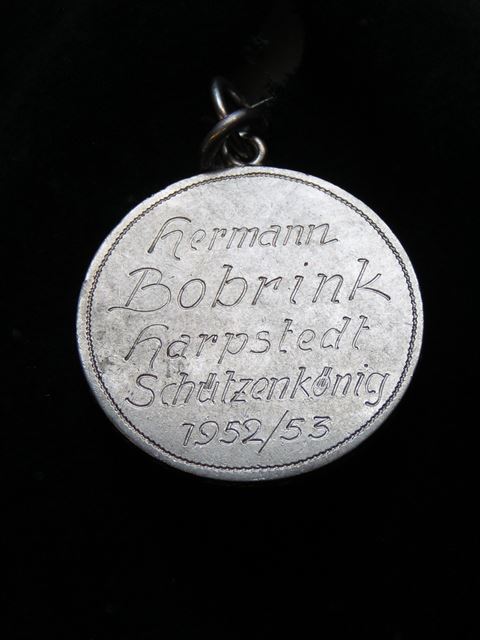 Hermann
Bobrink
Harpstedt
Schützenkönig
1952/53